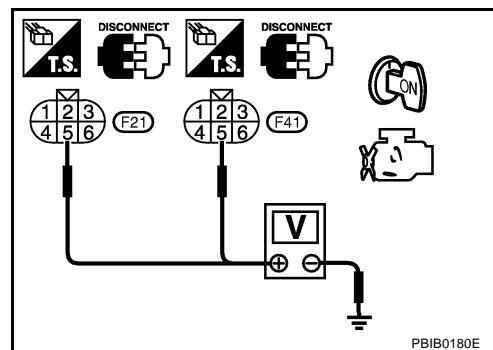 DISCONNECT DISCONNECT
T.S. T.S.
ON
1 2 3 F21 1 2 3 F41
4 5 6 4 5 6
V
+ −
PBIB0180E